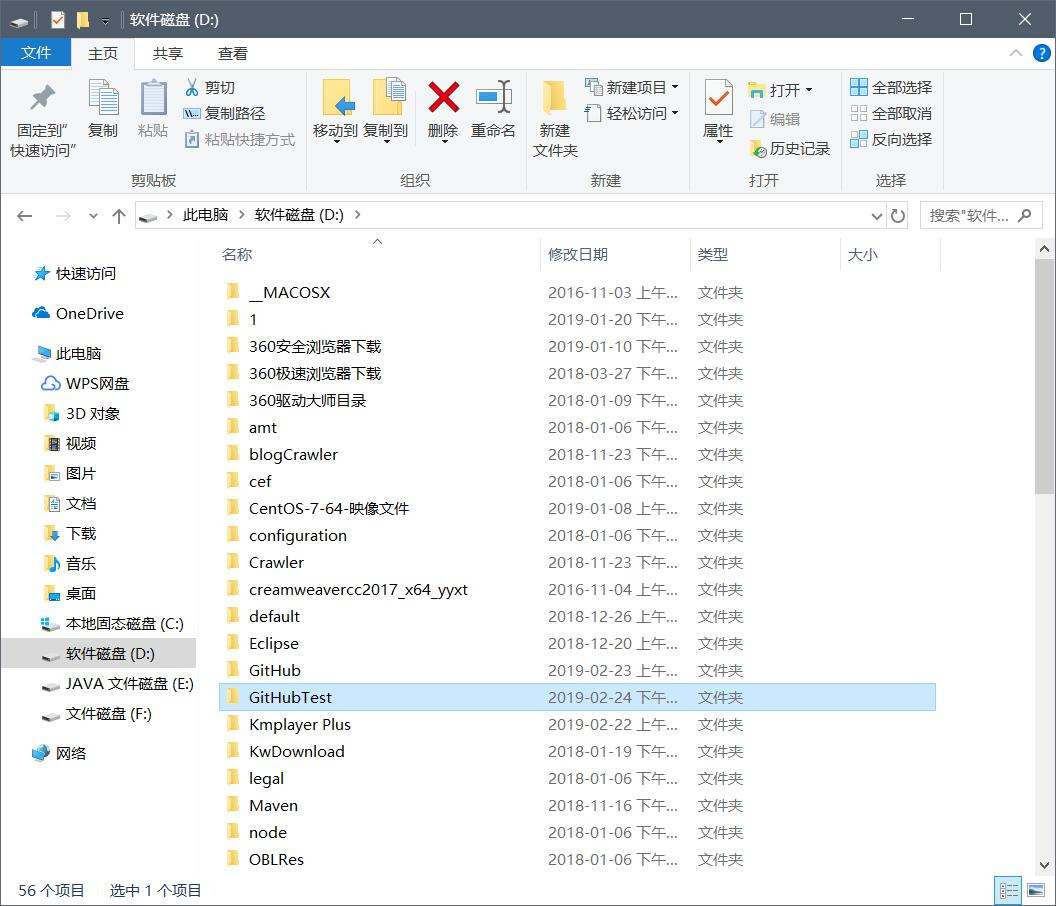 软件磁盘 (D:)
文件 主页 共享 查看
固定到"快速访问"
复制
粘贴
剪切
复制路径
粘贴快捷方式
剪贴板
移动到 复制到 删除 重命名
组织
新建
文件夹
新建项目
轻松访问
新建
属性
打开
编辑
历史记录
打开
全部选择
全部取消
反向选择
选择
此电脑 软件磁盘 (D:)
搜索"软件...
快速访问
OneDrive
此电脑
WPS网盘
3D 对象
视频
图片
文档
下载
音乐
桌面
本地固态磁盘 (C:)
软件磁盘 (D:)
JAVA 文件磁盘 (E:)
文件磁盘 (F:)
网络
名称 修改日期 类型 大小
__MACOSX 2016-11-03 上午... 文件夹
1 2019-01-20 下午... 文件夹
360安全浏览器下载 2019-01-10 下午... 文件夹
360极速浏览器下载 2018-03-27 下午... 文件夹
360驱动大师目录 2018-01-09 下午... 文件夹
amt 2018-01-06 下午... 文件夹
blogCrawler 2018-11-23 下午... 文件夹
cef 2018-01-06 下午... 文件夹
CentOS-7-64-映像文件 2019-01-08 上午... 文件夹
configuration 2018-01-06 下午... 文件夹
Crawler 2018-11-23 下午... 文件夹
creamweavercc2017_x64_yyxt 2016-11-04 上午... 文件夹
default 2018-12-26 上午... 文件夹
Eclipse 2018-12-20 上午... 文件夹
GitHub 2019-02-23 上午... 文件夹
GitHubTest 2019-02-24 下午... 文件夹
Kmplayer Plus 2019-02-22 上午... 文件夹
KwDownload 2018-01-19 下午... 文件夹
legal 2018-01-06 下午... 文件夹
Maven 2018-11-16 下午... 文件夹
node 2018-01-06 下午... 文件夹
OBLRes 2018-01-06 下午... 文件夹
56 个项目 选中 1 个项目